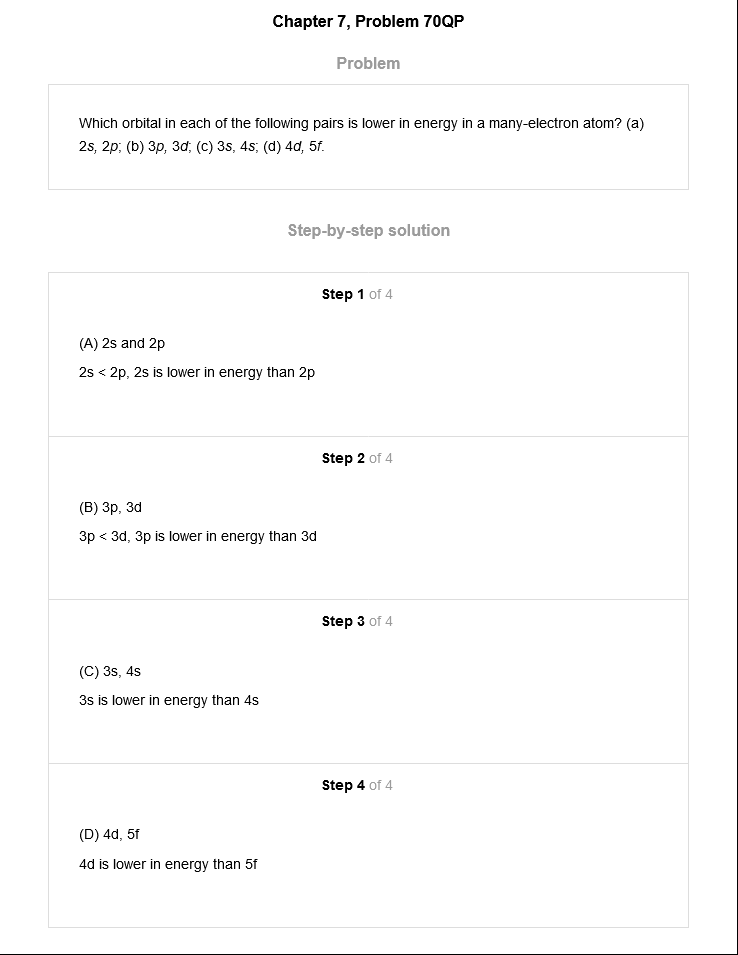 Chapter 7, Problem 70QP
Problem
Which orbital in each of the following pairs is lower in energy in a many-electron atom? (a)
2s, 2p; (b) 3p, 3d; (c) 3s, 4s; (d) 4d, 5f.
Step-by-step solution
Step 1 of 4
(A) 2s and 2p
2s < 2p, 2s is lower in energy than 2p
Step 2 of 4
(B) 3p, 3d
3p < 3d, 3p is lower in energy than 3d
Step 3 of 4
(C) 3s, 4s
3s is lower in energy than 4s
Step 4 of 4
(D) 4d, 5f
4d is lower in energy than 5f